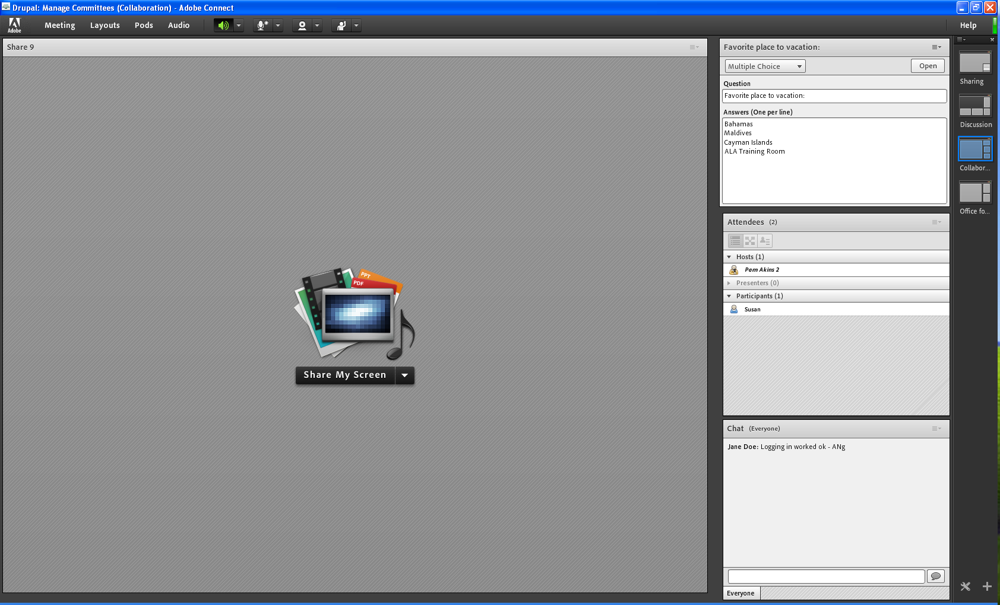 Drupal: Manage Committees (Collaboration) - Adobe Connect
Adobe
Meeting Layouts Pods Audio Help
Share 9
PPT
PDF
Share My Screen
Favorite place to vacation:
Multiple Choice Open
Question
Favorite place to vacation:
Answers (One per line)
Bahamas
Maldives
Cayman Islands
ALA Training Room
Attendees (2)
Hosts (1)
Pam Akins 2
Presenters (0)
Participants (1)
Susan
Chat (Everyone)
Jane Doe: Logging in worked ok - ANg
Everyone
Sharing
Discussion
Collabor...
Office fo...